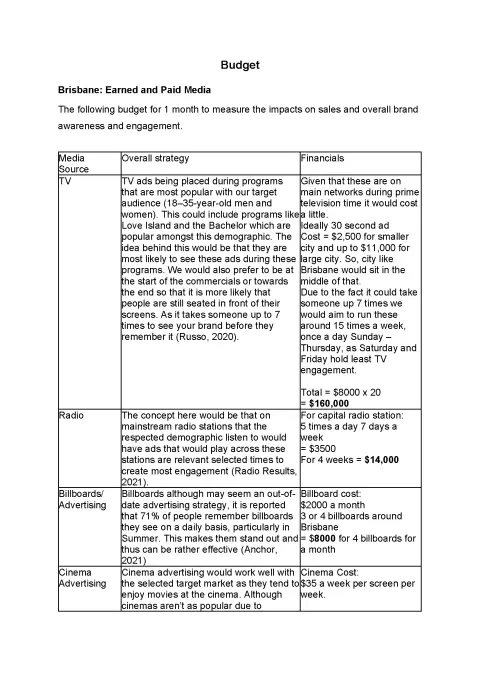 Budget
Brisbane: Earned and Paid Media
The following budget for 1 month to measure the impacts on sales and overall brand
awareness and engagement.
Media
Source
Overall strategy
Financials
TV
TV ads being placed during programs
that are most popular with our target
audience (18–35-year-old men and
women). This could include programs like
Love Island and the Bachelor which are
popular amongst this demographic. The
idea behind this would be that they are
most likely to see these ads during these
programs. We would also prefer to be at
the start of the commercials or towards
the end so that it is more likely that
people are still seated in front of their
screens. As it takes someone up to 7
times to see your brand before they
remember it (Russo, 2020).
Given that these are on
main networks during prime
television time it would cost
a little.
Ideally 30 second ad
Cost = $2,500 for smaller
city and up to $11,000 for
large city. So, city like
Brisbane would sit in the
middle of that.
Due to the fact it could take
someone up 7 times we
would aim to run these
around 15 times a week,
once a day Sunday –
Thursday, as Saturday and
Friday hold least TV
engagement.
Total = $8000 x 20
= $160,000
Radio
The concept here would be that on
mainstream radio stations that the
respected demographic listen to would
have ads that would play across these
stations are relevant selected times to
create most engagement (Radio Results,
2021).
For capital radio station:
5 times a day 7 days a
week
= $3500
For 4 weeks = $14,000
Billboards/
Advertising
Billboards although may seem an out-of-
date advertising strategy, it is reported
that 71% of people remember billboards
they see on a daily basis, particularly in
Summer. This makes them stand out and
thus can be rather effective (Anchor,
2021)
Billboard cost:
$2000 a month
3 or 4 billboards around
Brisbane
= $8000 for 4 billboards for
a month
Cinema
Advertising
Cinema advertising would work well with
the selected target market as they tend to
enjoy movies at the cinema. Although
cinemas aren’t as popular due to
Cinema Cost:
$35 a week per screen per
week.